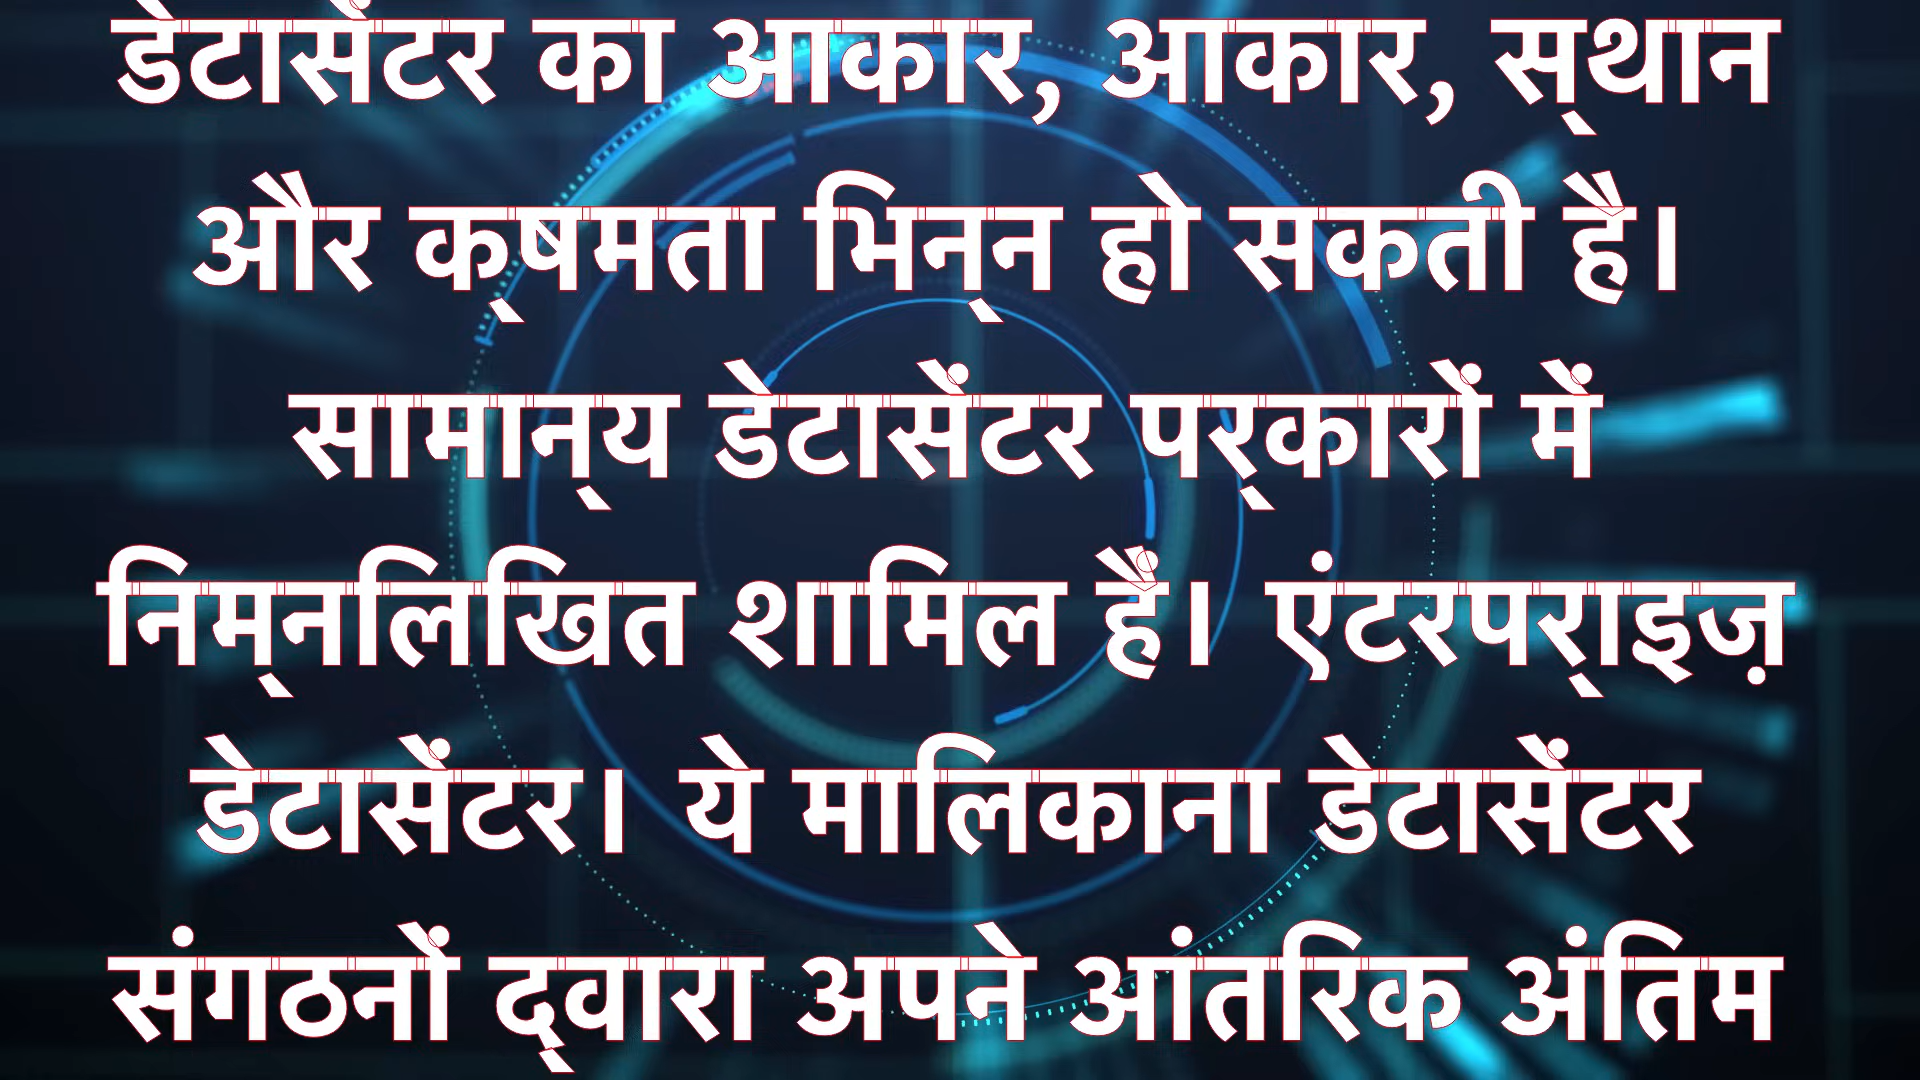 डेटासेंटर का आकार, आकार, स्थान
और क्षमता भिन्न हो सकती है।
सामान्य डेटासेंटर प्रकारों में
निम्नलिखित शामिल हैं। एंटरप्राइज़
डेटासेंटर। ये मालिकाना डेटासेंटर
संगठनों द्वारा अपने आंतरिक अंतिम